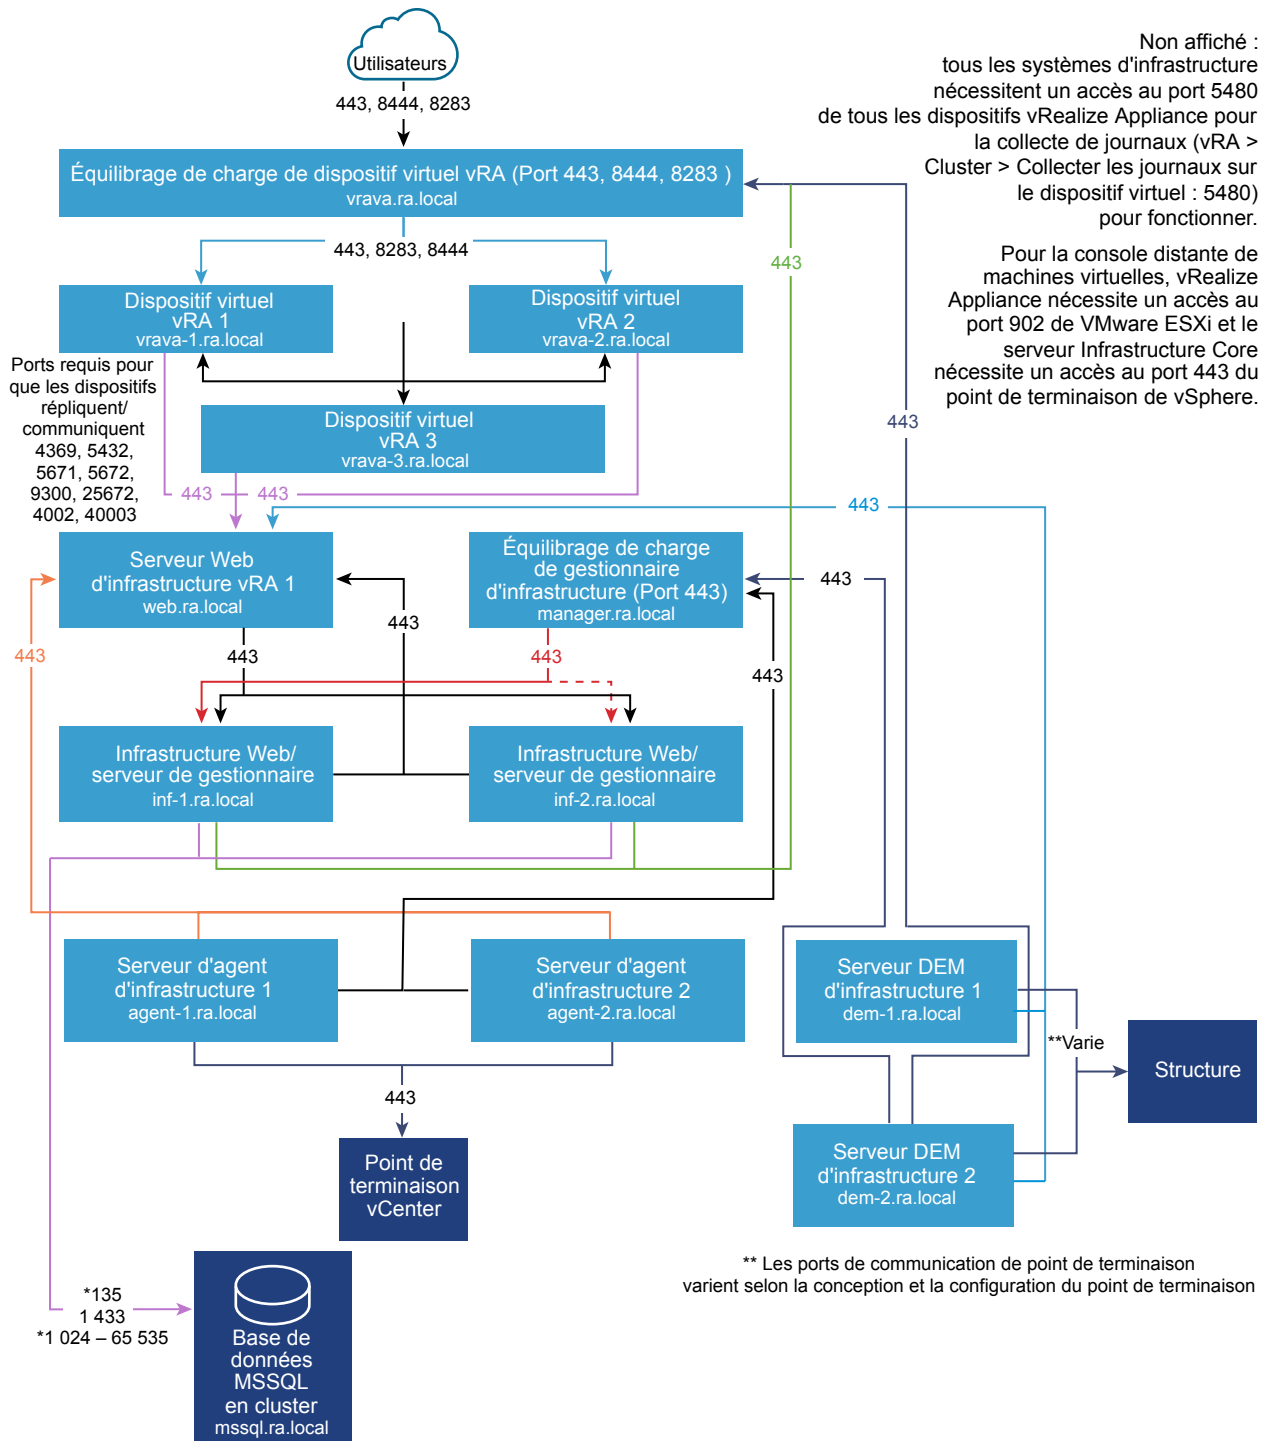 Utilisateurs
443, 8444, 8283
Non affiché :
tous les systèmes d'infrastructure
nécessitent un accès au port 5480
de tous les dispositifs vRealize Appliance pour
la collecte de journaux (vRA >
Cluster > Collecter les journaux sur
le dispositif virtuel : 5480)
pour fonctionner.
Pour la console distante de
machines virtuelles, vRealize
Appliance nécessite un accès au
port 902 de VMware ESXi et le
serveur Infrastructure Core
nécessite un accès au port 443 du
point de terminaison de vSphere.
Équilibrage de charge de dispositif virtuel vRA (Port 443, 8444, 8283 )
vrava.ra.local
443, 8283, 8444
443
443
Dispositif virtuel
vRA 1
vrava-1.ra.local
Dispositif virtuel
vRA 2
vrava-2.ra.local
Ports requis pour
que les dispositifs
répliquent/
communiquent
4369, 5432,
5671, 5672,
9300, 25672,
4002, 40003
Dispositif virtuel
vRA 3
vrava-3.ra.local
443
443
443
Serveur Web
d'infrastructure vRA 1
web.ra.local
Équilibrage de charge
de gestionnaire
d'infrastructure (Port 443)
manager.ra.local
443
443
443
443
443
443
Infrastructure Web/
serveur de gestionnaire
inf-1.ra.local
Infrastructure Web/
serveur de gestionnaire
inf-2.ra.local
Serveur d'agent
d'infrastructure 1
agent-1.ra.local
Serveur d'agent
d'infrastructure 2
agent-2.ra.local
Serveur DEM
d'infrastructure 1
dem-1.ra.local
**Varie
Structure
443
Point de
terminaison
vCenter
Serveur DEM
d'infrastructure 2
dem-2.ra.local
** Les ports de communication de point de terminaison
varient selon la conception et la configuration du point de terminaison
*135
1 433
*1 024 – 65 535
Base de
données
MSSQL
en cluster
mssql.ra.local